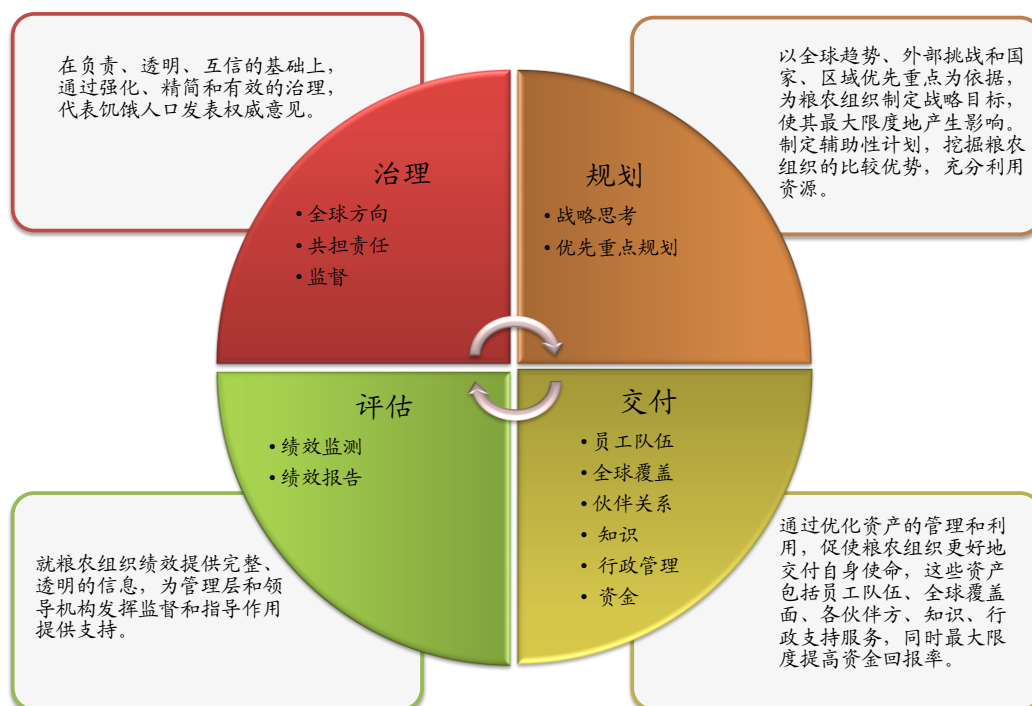 在负责、透明、互信的基础上，
通过强化、精简和有效的治理，
代表饥饿人口发表权威意见。
以全球趋势、外部挑战和国
家、区域优先重点为依据，
为粮农组织制定战略目标，
使其最大限度地产生影响。
制定辅助性计划，挖掘粮农
组织的比较优势，充分利用
资源。
治理
• 全球方向
• 共担责任
• 监督
规划
• 战略思考
• 优先重点规划
评估
• 绩效监测
• 绩效报告
交付
• 员工队伍
• 全球覆盖
• 伙伴关系
• 知识
• 行政管理
• 资金
就粮农组织绩效提供完整、
透明的信息，为管理层和领
导机构发挥监督和指导作用
提供支持。
通过优化资产的管理和利
用，促使粮农组织更好地
交付自身使命，这些资产
包括员工队伍、全球覆盖
面、各伙伴方、知识、行
政支持服务，同时最大限
度提高资金回报率。